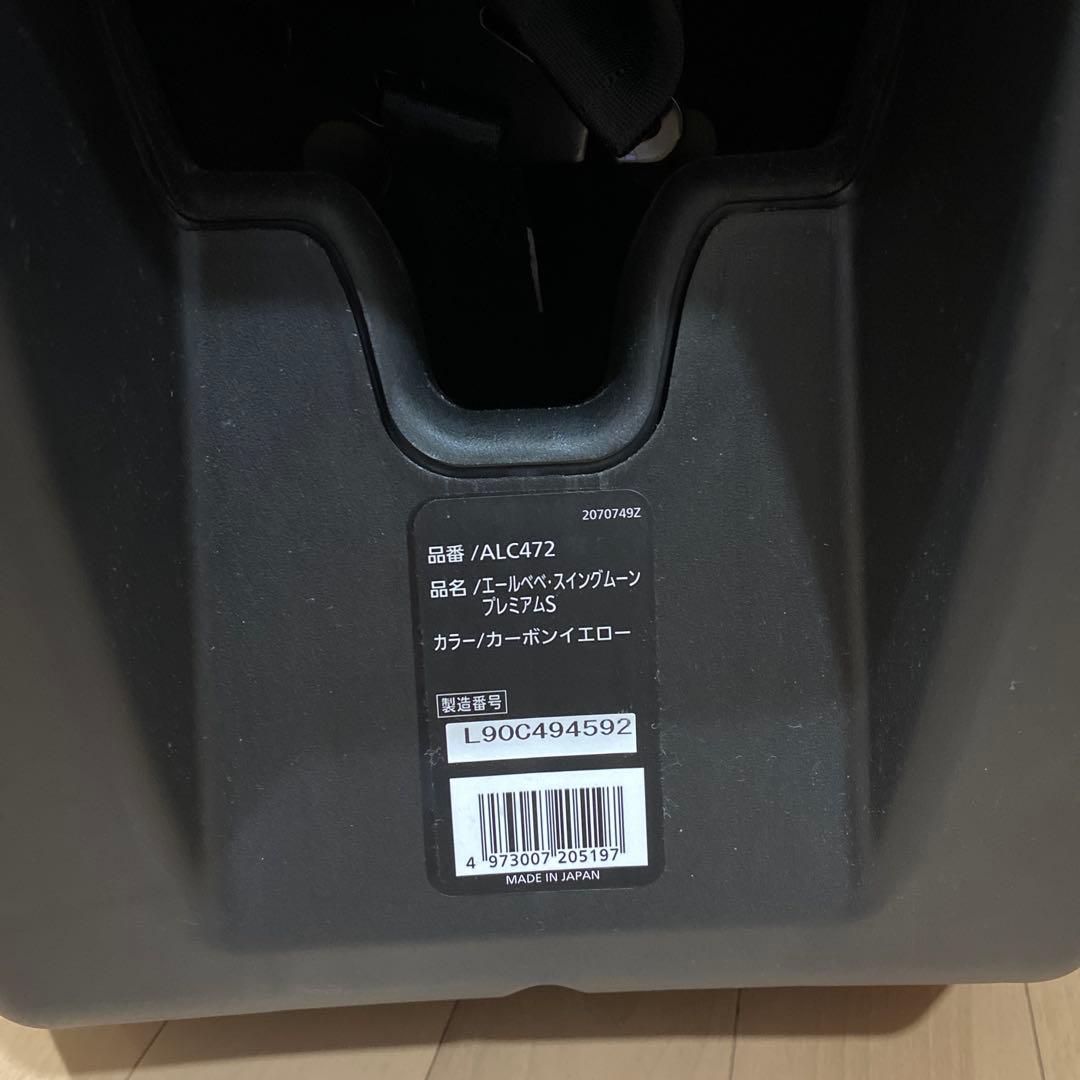 2070749Z
品番 /ALC472
品名 /エールベベ・スイングムーン
プレミアムS
カラー/カーボンイエロー
製造番号
L90C494592
4 973007 205197
MADE IN JAPAN